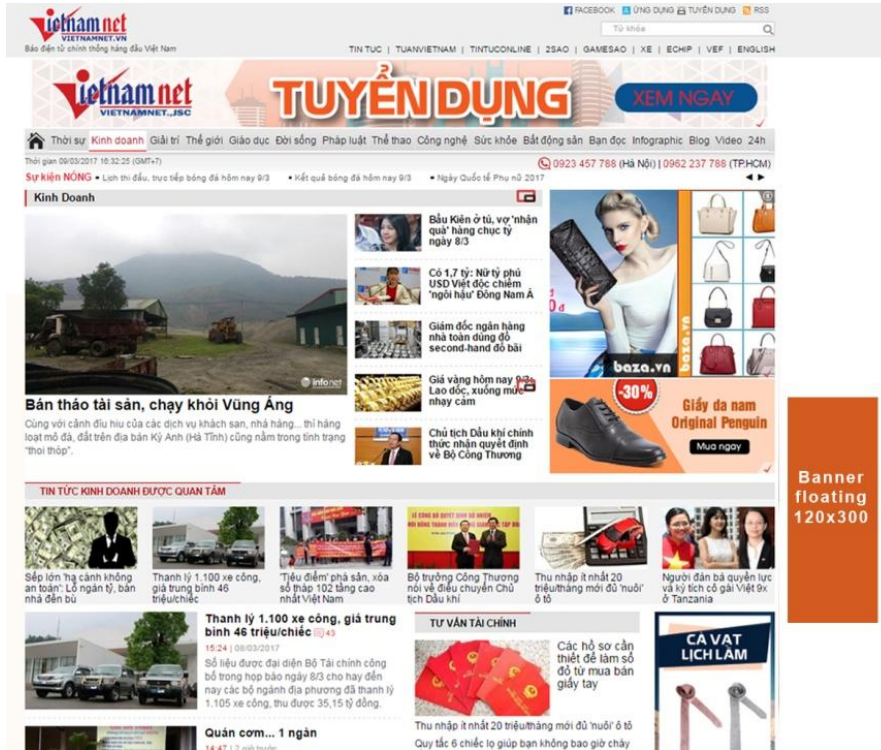 Vietnam net
VIETNAMNET.VN
Báo điện tử chính thống hàng đầu Việt Nam
FACEBOOK ỨNG DỤNG TUYỂN DỤNG RSS
Từ khóa
TIN TỨC | TUANVIETNAM | TINTUCONLINE | 2SAO | GAMESAO | XE | ECHIP | VEF | ENGLISH
Vietnam net
VIETNAMNET.,JSC
TUYỂN DỤNG
XEM NGAY
Thời sự Kinh doanh Giải trí Thế giới Giáo dục Đời sống Pháp luật Thể thao Công nghệ Sức khỏe Bất động sản Bạn đọc Infographic Blog Video 24h
Thời gian 09/03/2017 16:32:25 (GMT+7)
0923 457 788 (Hà Nội) | 0962 237 788 (TP.HCM)
Sự kiện NÓNG • Lịch thi đấu, trực tiếp bóng đá hôm nay 9/3 • Kết quả bóng đá hôm nay 9/3 • Ngày Quốc tế Phụ nữ 2017
Kinh Doanh
infonet
Bán tháo tài sản, chạy khỏi Vũng Áng
Cùng với cảnh đìu hiu của các dịch vụ khách sạn, nhà hàng... thì hàng
loạt mỏ đá, đất trên địa bàn Kỳ Anh (Hà Tĩnh) cũng nằm trong tình trạng
"thoi thóp".
Bầu Kiên ở tù, vợ 'nhận
quà' hàng chục tỷ
ngày 8/3
Có 1,7 tỷ: Nữ tỷ phú
USD Việt độc chiếm
'ngôi hậu' Đông Nam Á
Giám đốc ngân hàng
nhà toàn dùng đồ
second-hand đồ bãi
Giá vàng hôm nay 9/3:
Lao dốc, xuống mức
nhạy cảm
Chủ tịch Dầu khí chính
thức nhận quyết định
về Bộ Công Thương
baza.vn
baza.vn
-30%
Giầy da nam
Original Penguin
Mua ngay
Banner
floating
120x300
TIN TỨC KINH DOANH ĐƯỢC QUAN TÂM
Sếp lớn 'hạ cánh không
an toàn': Lỗ ngàn tỷ, bán
nhà đền bù
Thanh lý 1.100 xe công,
giá trung bình 46
triệu/chiếc
'Tiêu điểm' phá sản, xóa
sổ tháp 102 tầng cao
nhất Việt Nam
Bộ trưởng Công Thương
nói về điều chuyển Chủ
tịch Dầu khí
Thu nhập ít nhất 20
triệu/tháng mới đủ 'nuôi'
ô tô
Người đàn bà quyền lực
và kỳ tích cô gái Việt 9x
ở Tanzania
Thanh lý 1.100 xe công, giá trung
bình 46 triệu/chiếc 43
15:24 | 08/03/2017
Số liệu được đại diện Bộ Tài chính công
bố trong họp báo ngày 8/3 cho hay đến
nay các bộ ngành địa phương đã thanh lý
1.105 xe công, thu được 35,15 tỷ đồng.
Quán cơm... 1 ngàn
14:47 | 2 giờ trước
TƯ VẤN TÀI CHÍNH
Các hồ sơ cần
thiết để làm sổ
đỏ từ mua bán
giấy tay
Thu nhập ít nhất 20 triệu/tháng mới đủ 'nuôi' ô tô
Quy tắc 6 chiếc lọ giúp bạn không bao giờ cháy
CÀ VẠT
LỊCH LÃM